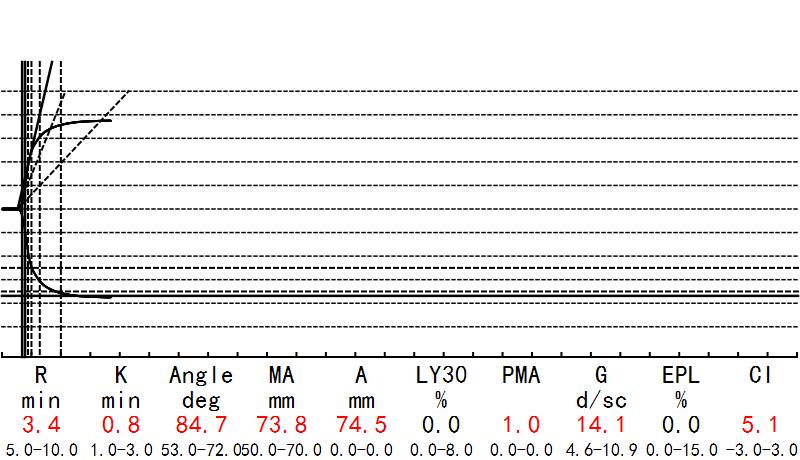 R K Angle MA A LY30 PMA G EPL CI
min min deg mm mm % d/sc %
3.4 0.8 84.7 73.8 74.5 0.0 1.0 14.1 0.0 5.1
5.0-10.0 1.0-3.0 53.0-72.0 50.0-70.0 0.0-0.0 0.0-8.0 0.0-0.0 4.6-10.9 0.0-15.0 -3.0-3.0